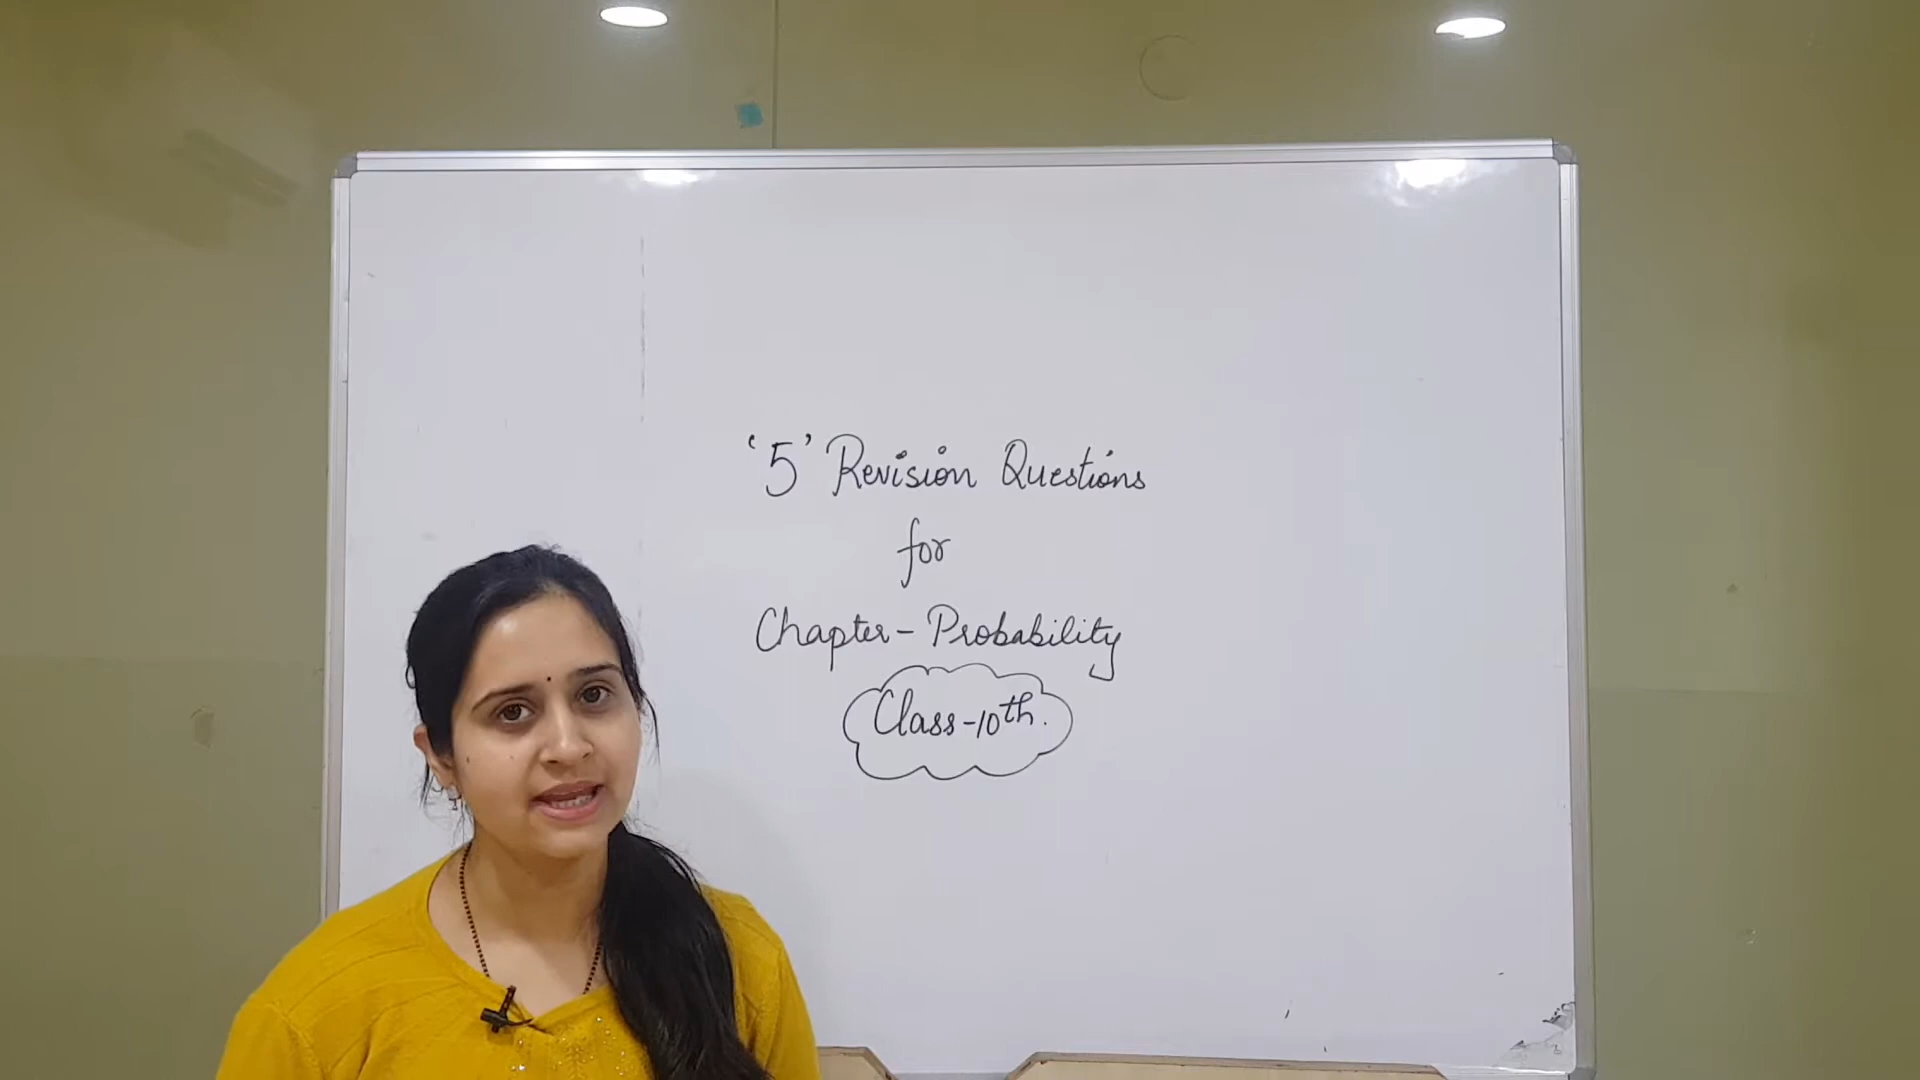 '5' Revision Questions
for
Chapter - Probability
Class - 10th.